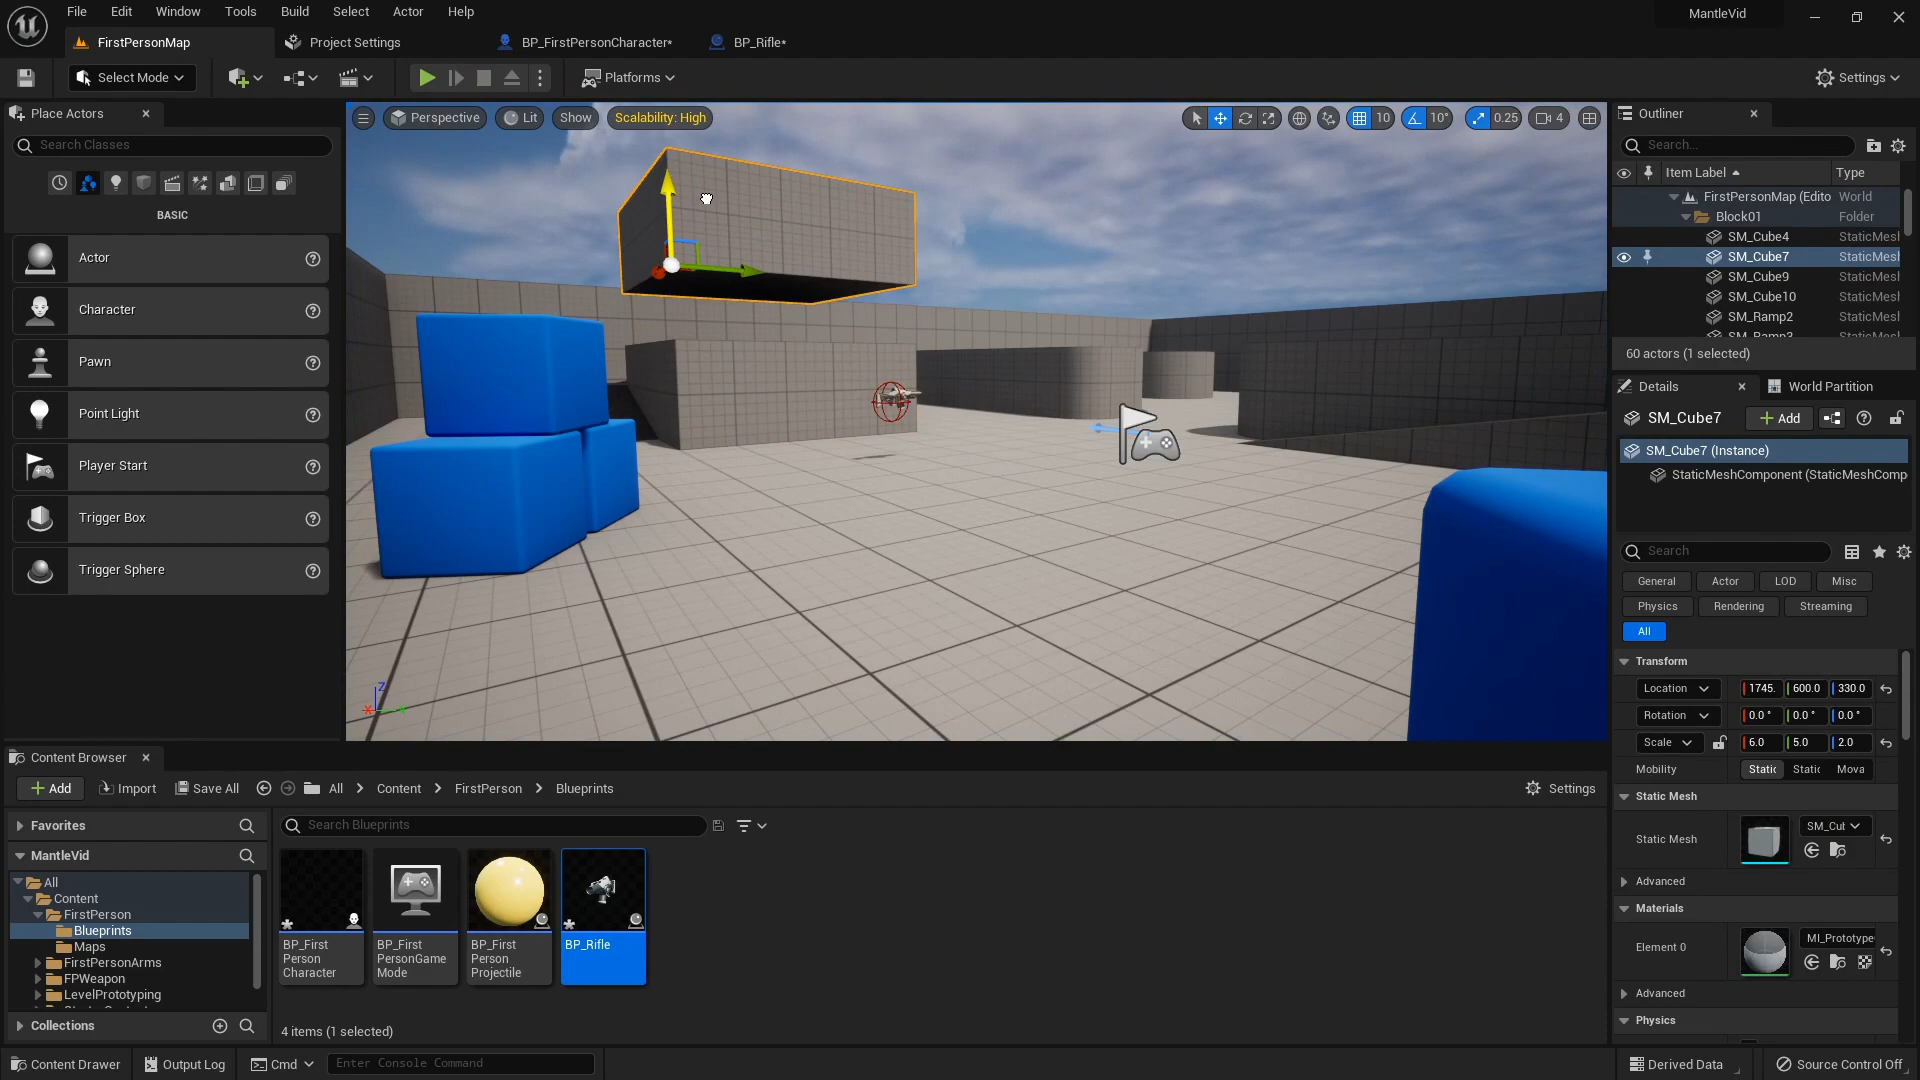 File Edit Window Tools Build Select Actor Help
MantleVid
FirstPersonMap
Project Settings
BP_FirstPersonCharacter*
BP_Rifle*
Select Mode
Platforms
Settings
Place Actors
Search Classes
BASIC
Actor
Character
Pawn
Point Light
Player Start
Trigger Box
Trigger Sphere
Perspective
Lit
Show
Scalability: High
10
10°
0.25
4
Z
X
Outliner
Search...
Item Label
Type
FirstPersonMap (Edito World
Block01 Folder
SM_Cube4 StaticMesh
SM_Cube7 StaticMesh
SM_Cube9 StaticMesh
SM_Cube10 StaticMesh
SM_Ramp2 StaticMesh
SM_Ramp3 StaticMesh
60 actors (1 selected)
Details
World Partition
SM_Cube7
Add
SM_Cube7 (Instance)
StaticMeshComponent (StaticMeshComp
Search
General Actor LOD Misc
Physics Rendering Streaming
All
Transform
Location 1745. 600.0 330.0
Rotation 0.0° 0.0° 0.0°
Scale 6.0 5.0 2.0
Mobility Static Static Mova
Static Mesh
Static Mesh SM_Cub
Advanced
Materials
Element 0 MI_Prototype
Advanced
Physics
Content Browser
Add
Import
Save All
All > Content > FirstPerson > Blueprints
Settings
Favorites
MantleVid
All
Content
FirstPerson
Blueprints
Maps
FirstPersonArms
FPWeapon
LevelPrototyping
Collections
Search Blueprints
BP_First
Person
Character
BP_First
PersonGame
Mode
BP_First
Person
Projectile
BP_Rifle
4 items (1 selected)
Content Drawer
Output Log
Cmd
Enter Console Command
Derived Data
Source Control Off